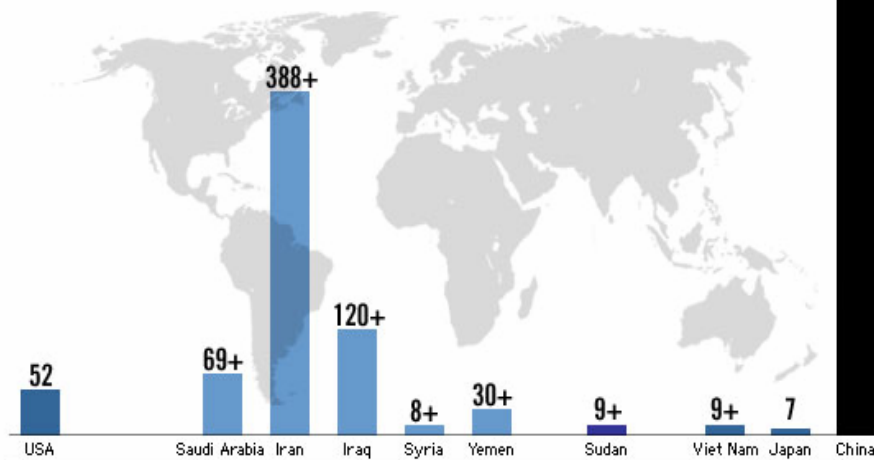 388+
120+
69+
52
30+
8+
9+
9+
7
USA
Saudi Arabia
Iran
Iraq
Syria
Yemen
Sudan
Viet Nam
Japan
China